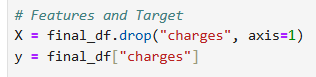 # Features and Target
X = final_df.drop("charges", axis=1)
y = final_df["charges"]